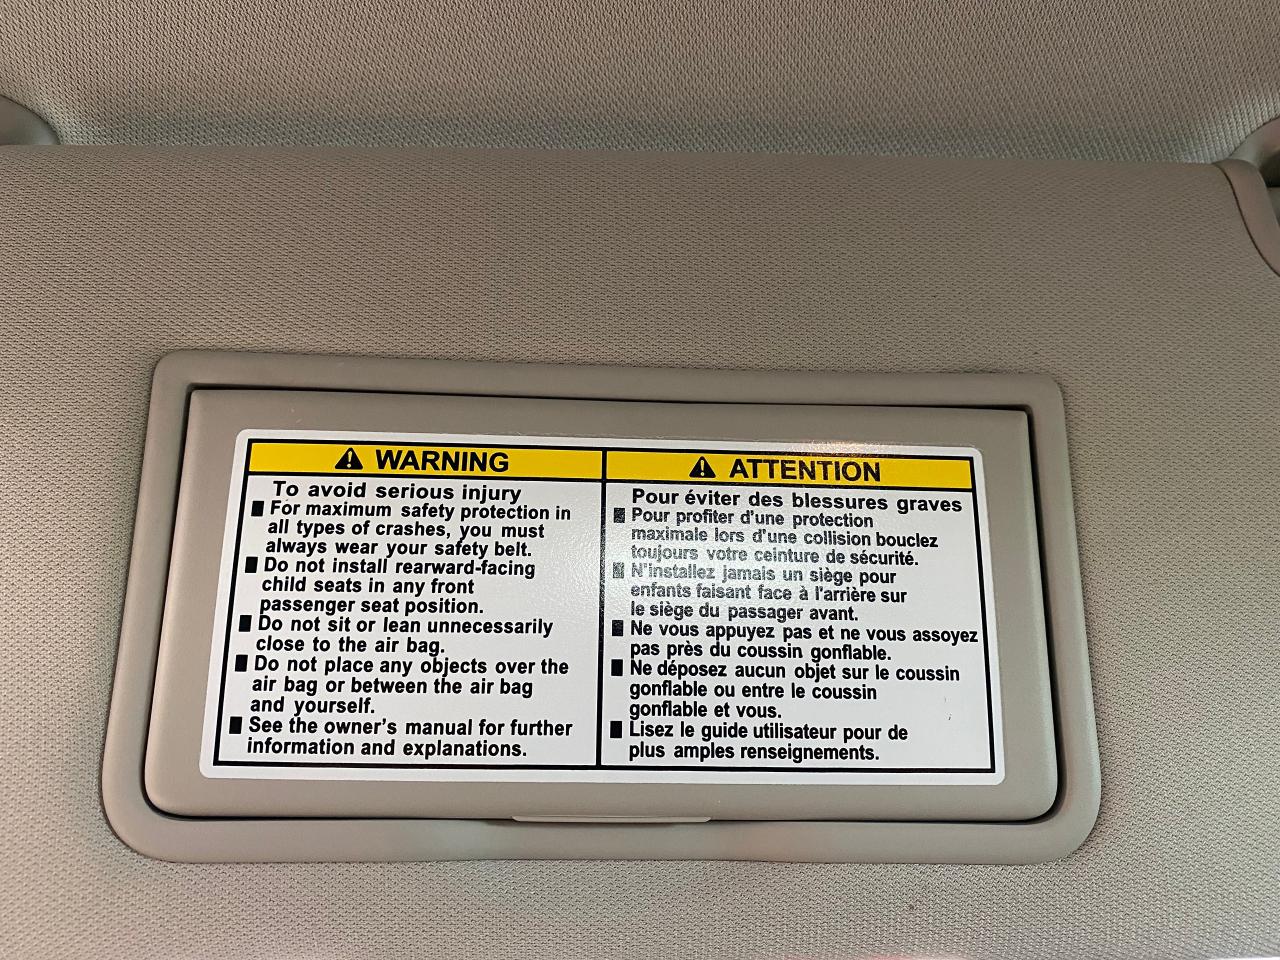 WARNING
To avoid serious injury
■ For maximum safety protection in
all types of crashes, you must
always wear your safety belt.
■ Do not install rearward-facing
child seats in any front
passenger seat position.
■ Do not sit or lean unnecessarily
close to the air bag.
■ Do not place any objects over the
air bag or between the air bag
and yourself.
■ See the owner's manual for further
information and explanations.
ATTENTION
Pour éviter des blessures graves
■ Pour profiter d'une protection
maximale lors d'une collision bouclez
toujours votre ceinture de sécurité.
■ N'installez jamais un siège pour
enfants faisant face à l'arrière sur
le siège du passager avant.
■ Ne vous appuyez pas et ne vous assoyez
pas près du coussin gonflable.
■ Ne déposez aucun objet sur le coussin
gonflable ou entre le coussin
gonflable et vous.
■ Lisez le guide utilisateur pour de
plus amples renseignements.